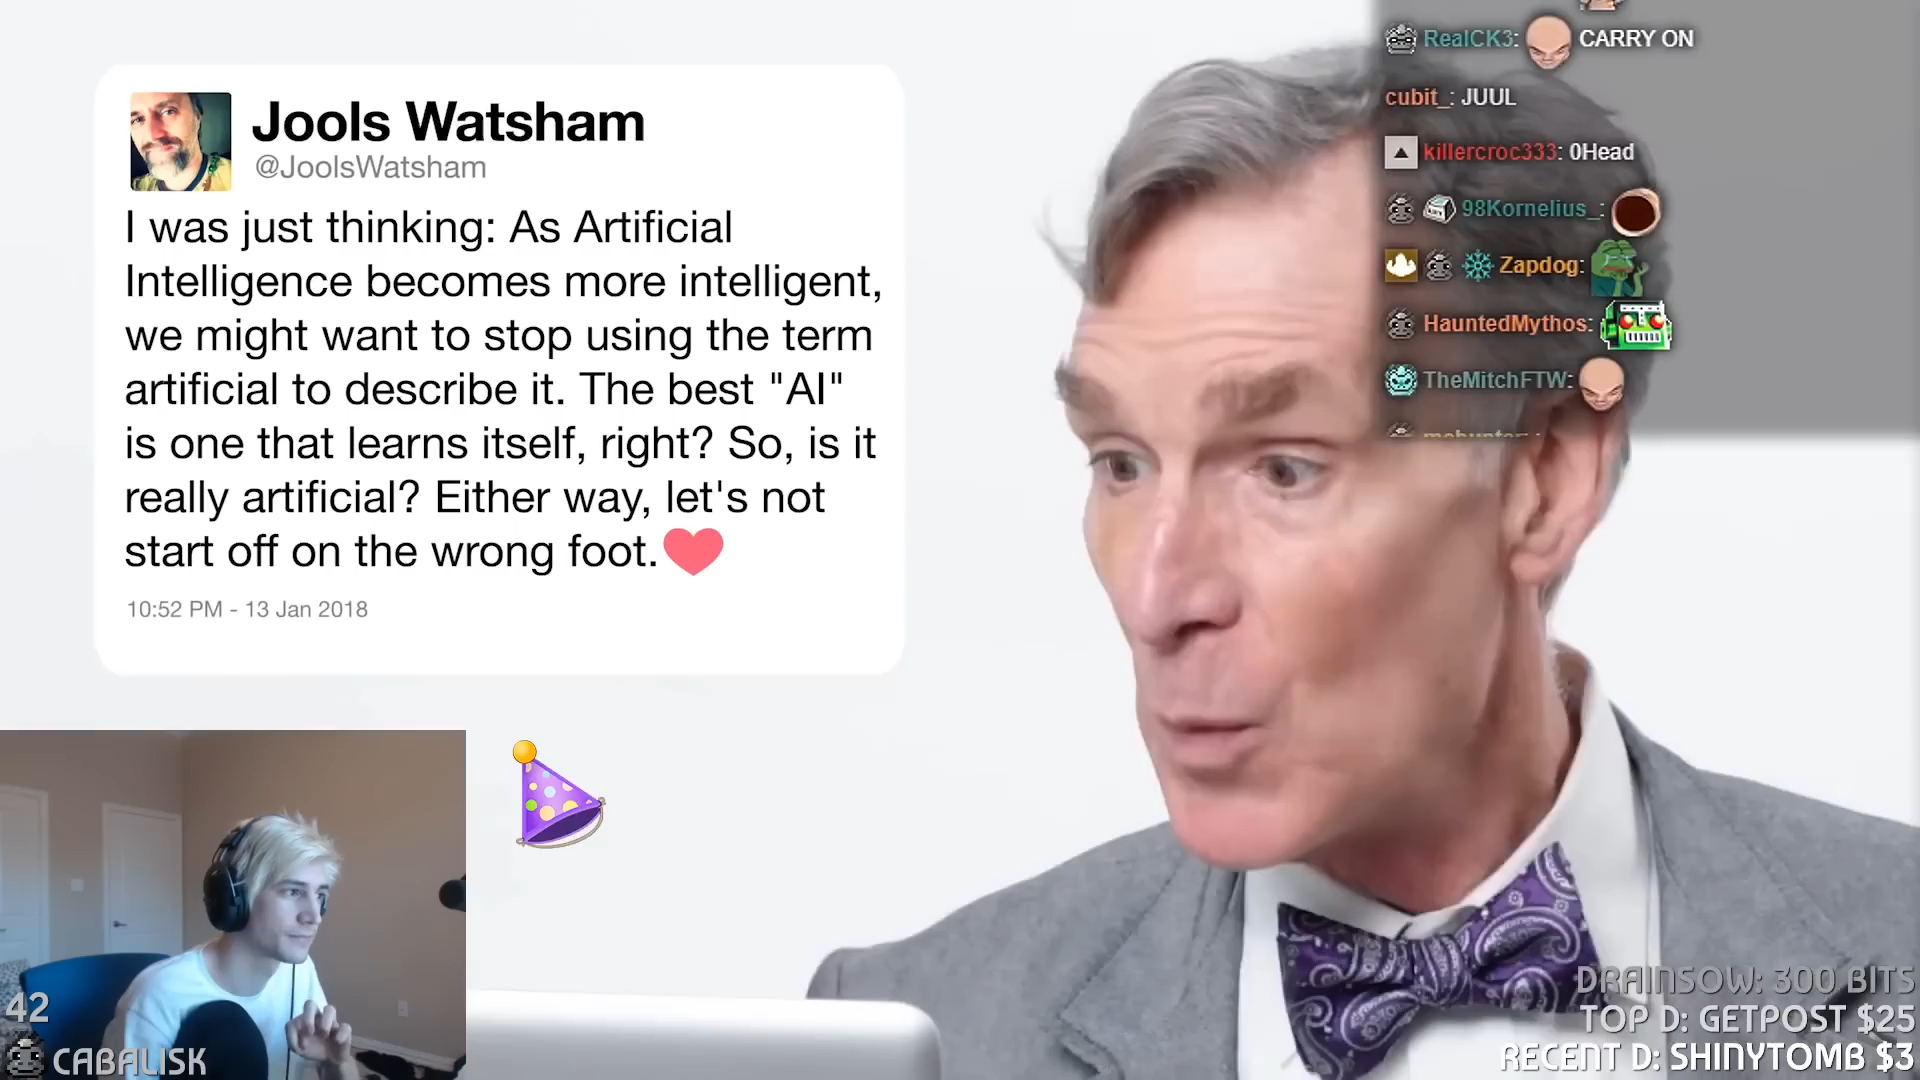 Jools Watsham
@JoolsWatsham
I was just thinking: As Artificial
Intelligence becomes more intelligent,
we might want to stop using the term
artificial to describe it. The best "AI"
is one that learns itself, right? So, is it
really artificial? Either way, let's not
start off on the wrong foot.
10:52 PM - 13 Jan 2018
RealCK3: CARRY ON
cubit_: JUUL
killercroc333: 0Head
98Kornelius_:
Zapdog:
HauntedMythos:
TheMitchFTW:
42
CABALISK
DRAINSOW: 300 BITS
TOP D: GETPOST $25
RECENT D: SHINYTOMB $3